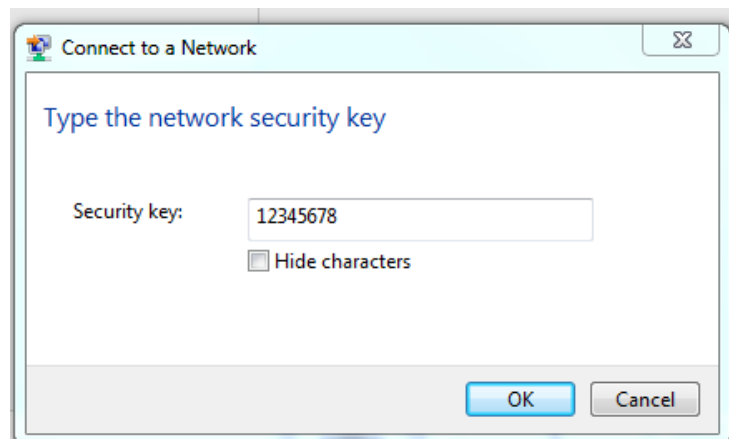 Connect to a Network
Type the network security key
Security key: 12345678
Hide characters
OK Cancel